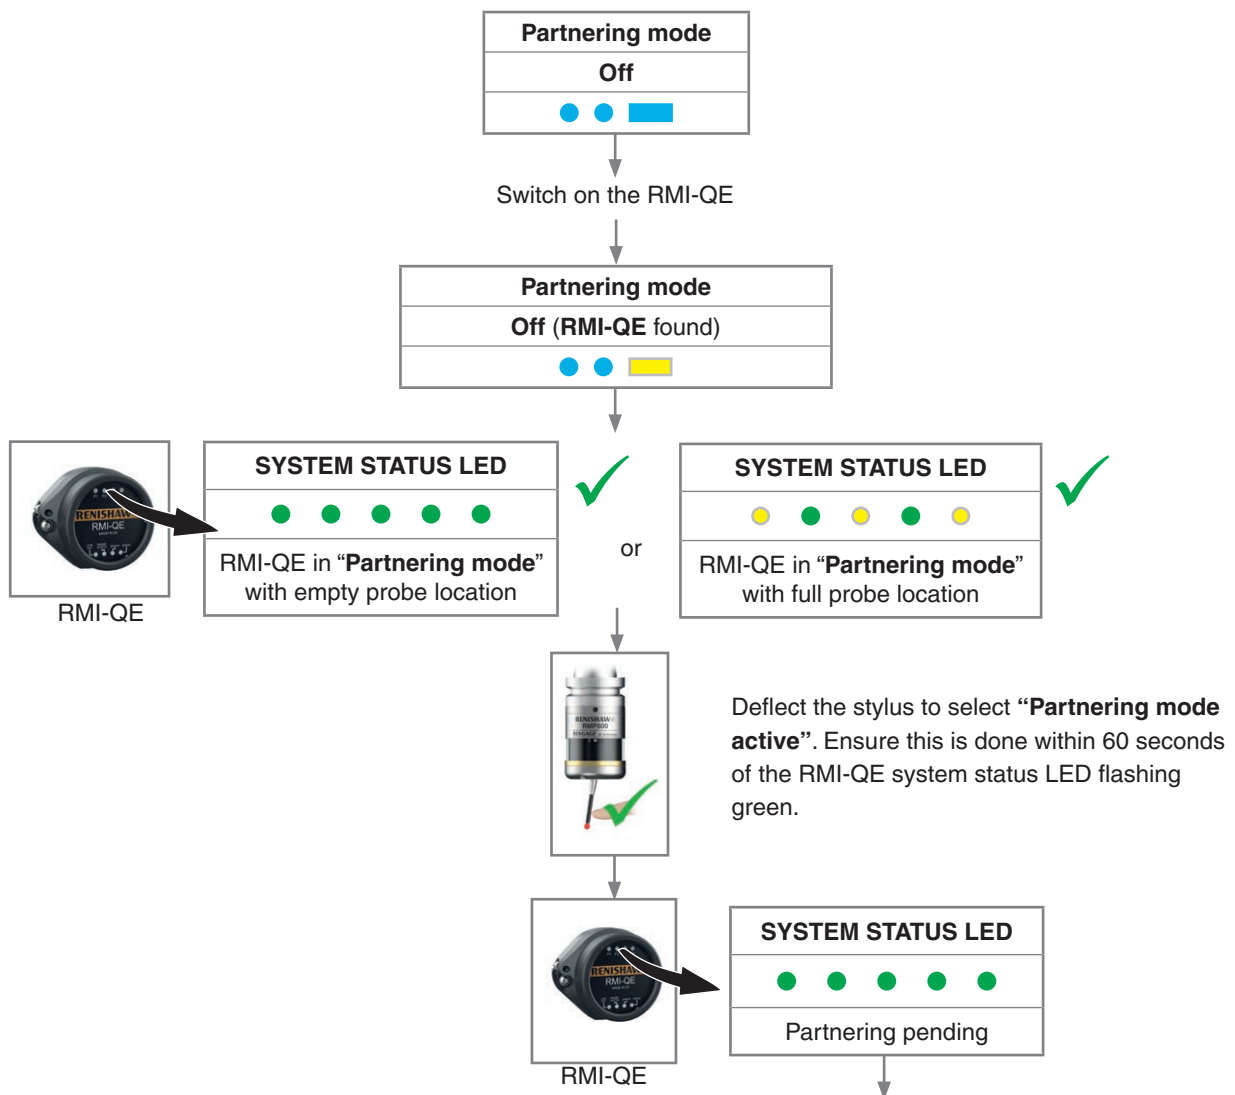 Partnering mode
Off
Switch on the RMI-QE
Partnering mode
Off (RMI-QE found)
RENISHAW
RMI-QE
RMI-QE
SYSTEM STATUS LED
RMI-QE in “Partnering mode”
with empty probe location
or
SYSTEM STATUS LED
RMI-QE in “Partnering mode”
with full probe location
RENISHAW
RMP600
Deflect the stylus to select “Partnering mode
active”. Ensure this is done within 60 seconds
of the RMI-QE system status LED flashing
green.
RENISHAW
RMI-QE
RMI-QE
SYSTEM STATUS LED
Partnering pending